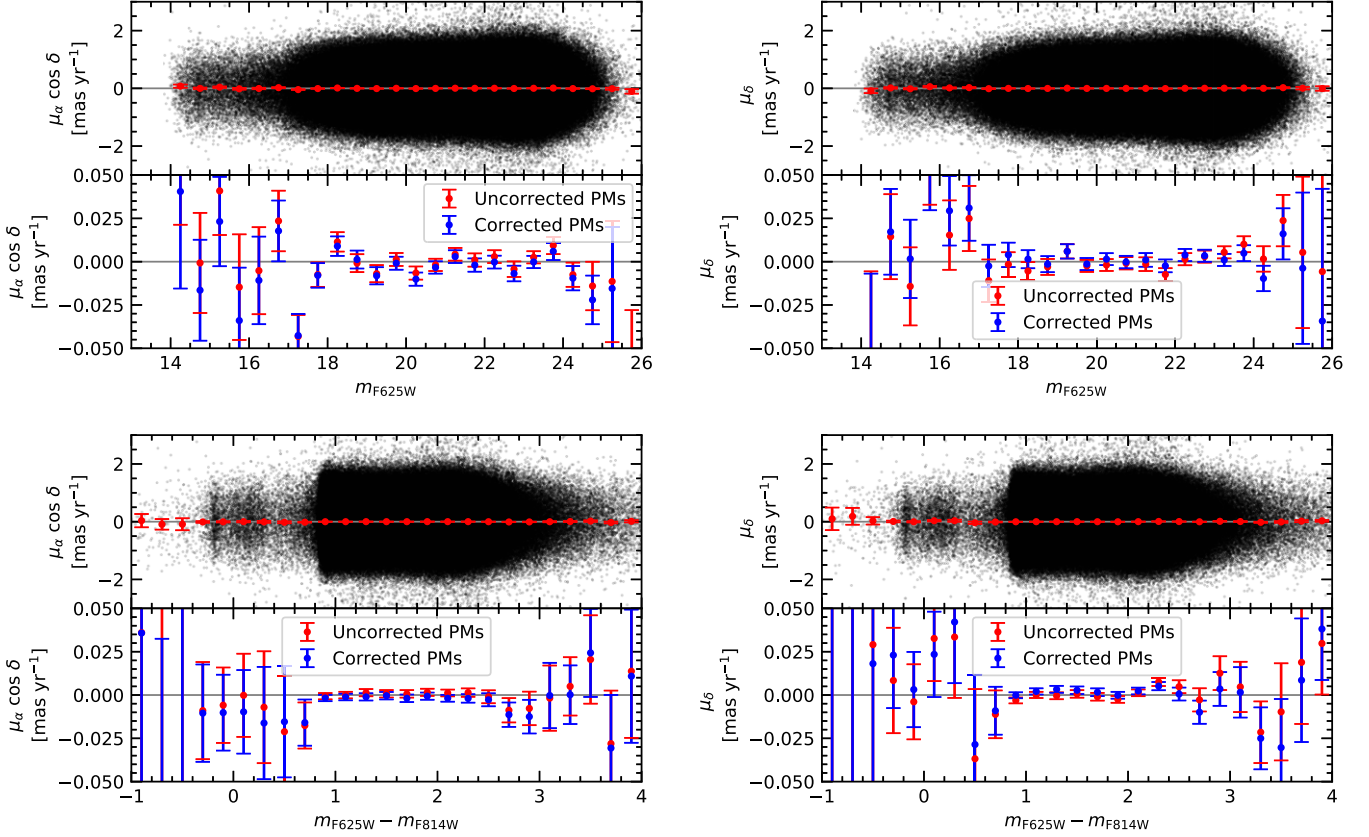 2
0
−2
μα cos δ
[mas yr⁻¹]
0.050
0.025
0.000
−0.025
−0.050
μα cos δ
[mas yr⁻¹]
Uncorrected PMs
Corrected PMs
14 16 18 20 22 24 26
mF625W
2
0
−2
μδ
[mas yr⁻¹]
0.050
0.025
0.000
−0.025
−0.050
μδ
[mas yr⁻¹]
Uncorrected PMs
Corrected PMs
14 16 18 20 22 24 26
mF625W
2
0
−2
μα cos δ
[mas yr⁻¹]
0.050
0.025
0.000
−0.025
−0.050
μα cos δ
[mas yr⁻¹]
Uncorrected PMs
Corrected PMs
−1 0 1 2 3 4
mF625W − mF814W
2
0
−2
μδ
[mas yr⁻¹]
0.050
0.025
0.000
−0.025
−0.050
μδ
[mas yr⁻¹]
Uncorrected PMs
Corrected PMs
−1 0 1 2 3 4
mF625W − mF814W